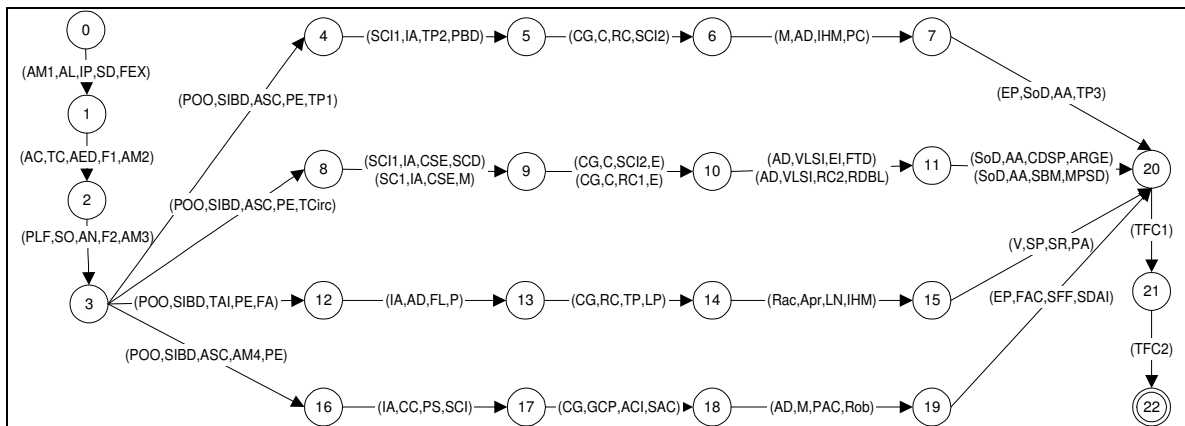 0
4
(SCI1,IA,TP2,PBD)
5
(CG,C,RC,SCI2)
6
(M,AD,IHM,PC)
7
(AM1,AL,IP,SD,FEX)
(POO,SIBD,ASC,PE,TP1)
(EP,SoD,AA,TP3)
1
(AC,TC,AED,F1,AM2)
8
(SCI1,IA,CSE,SCD)
(SC1,IA,CSE,M)
9
(CG,C,SCI2,E)
(CG,C,RC1,E)
10
(AD,VLSI,EI,FTD)
(AD,VLSI,RC2,RDBL)
11
(SoD,AA,CDSP,ARGE)
(SoD,AA,SBM,MPSD)
20
2
(POO,SIBD,ASC,PE,TCirc)
(PLF,SO,AN,F2,AM3)
(TFC1)
(V,SP,SR,PA)
3
(POO,SIBD,TAI,PE,FA)
12
(IA,AD,FL,P)
13
(CG,RC,TP,LP)
14
(Rac,Apr,LN,IHM)
15
(EP,FAC,SFF,SDAI)
21
(POO,SIBD,ASC,AM4,PE)
(TFC2)
16
(IA,CC,PS,SCI)
17
(CG,GCP,ACI,SAC)
18
(AD,M,PAC,Rob)
19
22